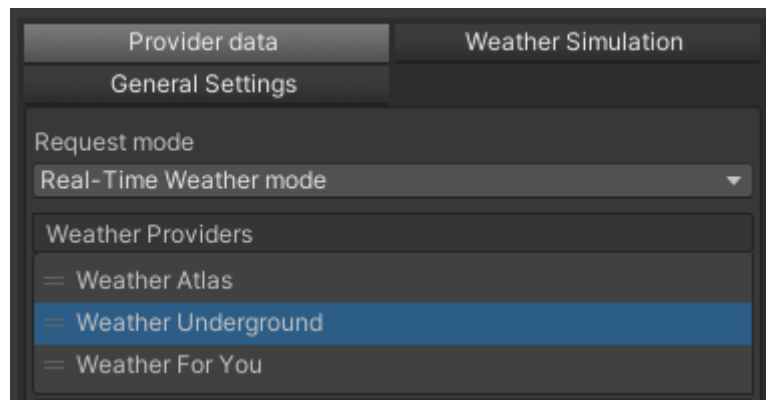 Provider data
Weather Simulation
General Settings
Request mode
Real-Time Weather mode
Weather Providers
Weather Atlas
Weather Underground
Weather For You